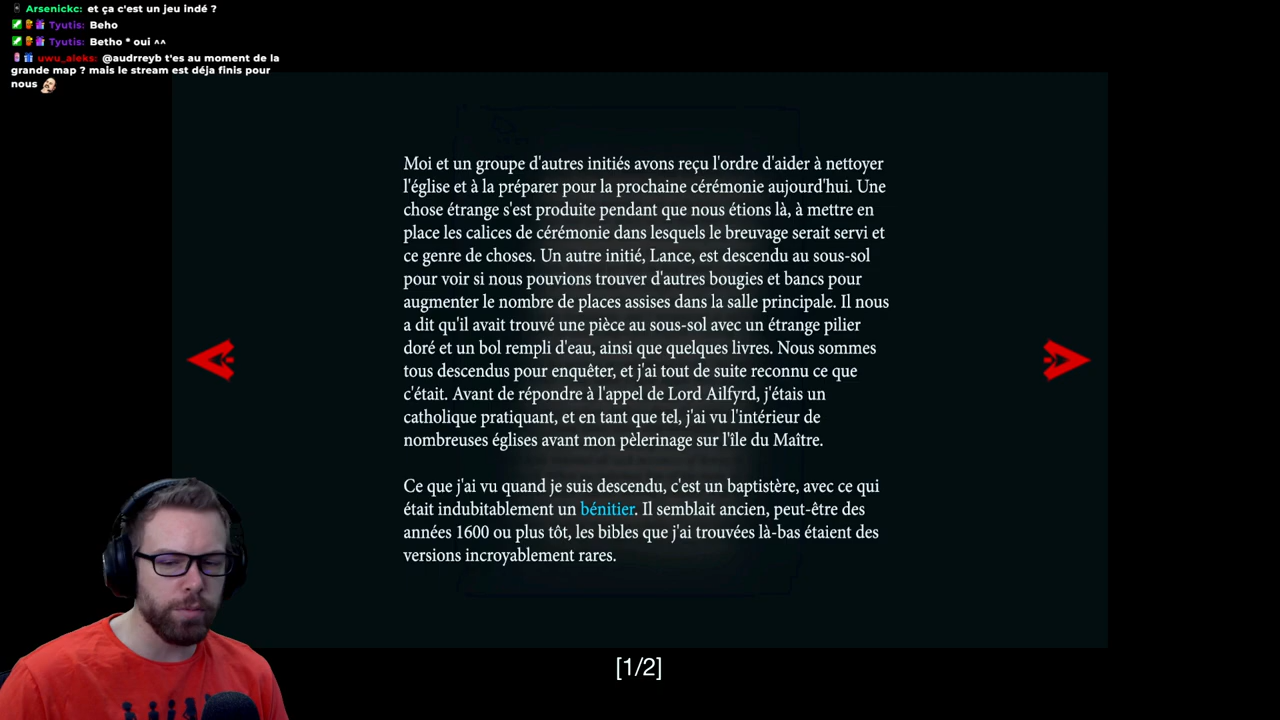 Arsenickc: et ça c'est un jeu indé ?
Tyutis: Beho
Tyutis: Betho * oui ^^
uwu_aleks: @audrreyb t'es au moment de la
grande map ? mais le stream est déja finis pour
nous
Moi et un groupe d'autres initiés avons reçu l'ordre d'aider à nettoyer
l'église et à la préparer pour la prochaine cérémonie aujourd'hui. Une
chose étrange s'est produite pendant que nous étions là, à mettre en
place les calices de cérémonie dans lesquels le breuvage serait servi et
ce genre de choses. Un autre initié, Lance, est descendu au sous-sol
pour voir si nous pouvions trouver d'autres bougies et bancs pour
augmenter le nombre de places assises dans la salle principale. Il nous
a dit qu'il avait trouvé une pièce au sous-sol avec un étrange pilier
doré et un bol rempli d'eau, ainsi que quelques livres. Nous sommes
tous descendus pour enquêter, et j'ai tout de suite reconnu ce que
c'était. Avant de répondre à l'appel de Lord Ailfyrd, j'étais un
catholique pratiquant, et en tant que tel, j'ai vu l'intérieur de
nombreuses églises avant mon pèlerinage sur l'île du Maître.
Ce que j'ai vu quand je suis descendu, c'est un baptistère, avec ce qui
était indubitablement un bénitier. Il semblait ancien, peut-être des
années 1600 ou plus tôt, les bibles que j'ai trouvées là-bas étaient des
versions incroyablement rares.
[1/2]